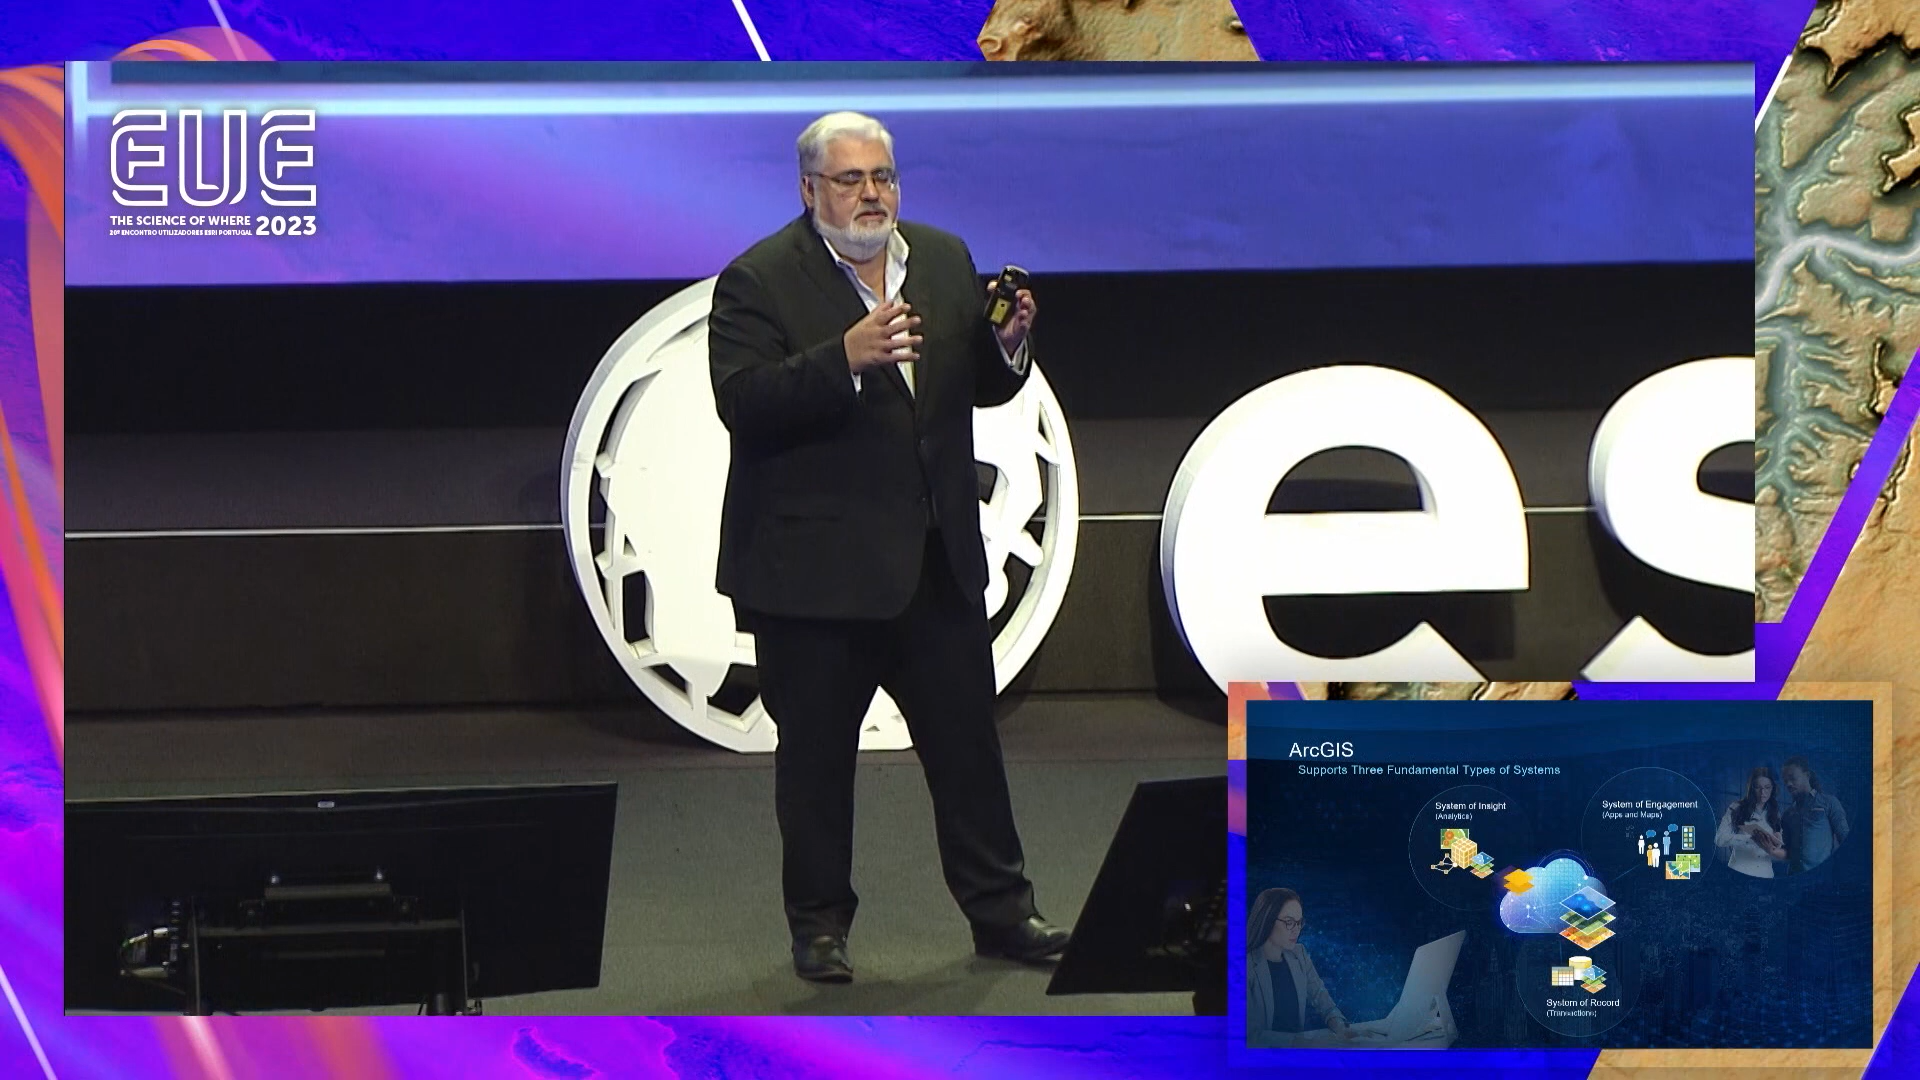 EUE
THE SCIENCE OF WHERE 2023
20º ENCONTRO UTILIZADORES ESRI PORTUGAL
es
ArcGIS
Supports Three Fundamental Types of Systems
System of Insight
(Analytics)
System of Engagement
(Apps and Maps)
System of Record
(Transactions)